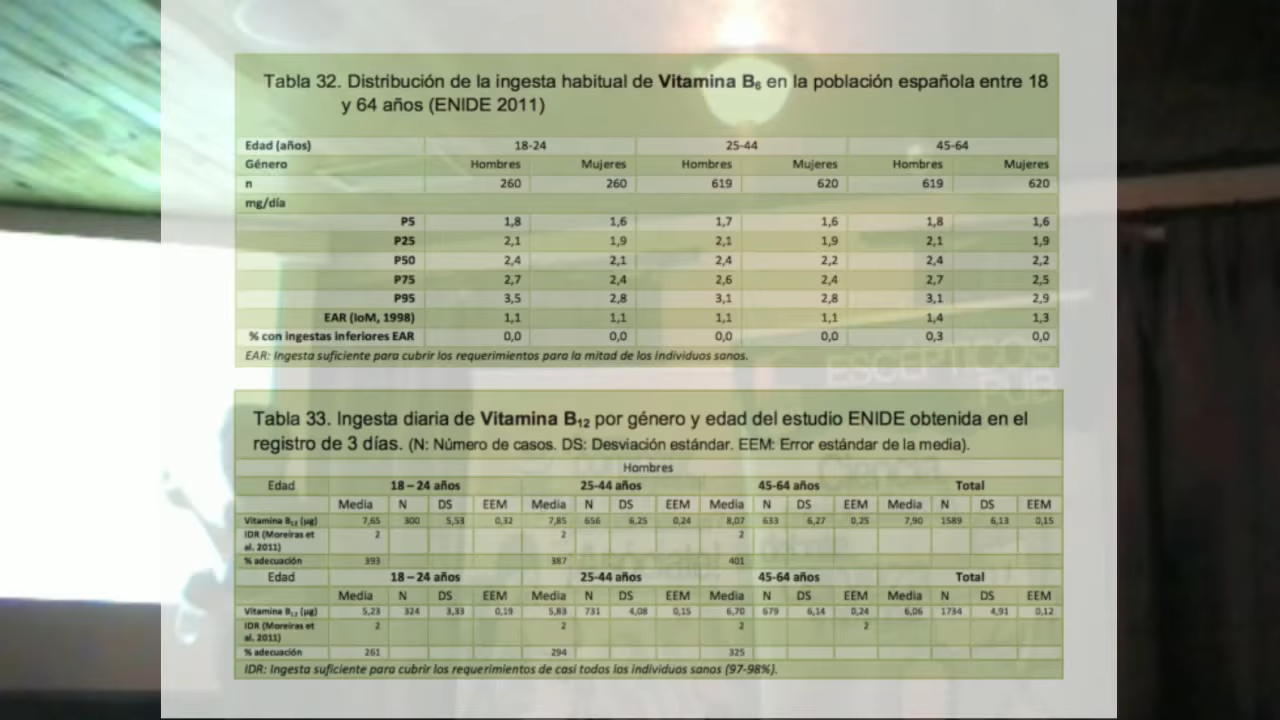 Tabla 32. Distribución de la ingesta habitual de Vitamina B6 en la población española entre 18
y 64 años (ENIDE 2011)
Edad (años) 18-24 25-44 45-64
Género Hombres Mujeres Hombres Mujeres Hombres Mujeres
n 260 260 619 620 619 620
mg/día
P5 1,8 1,6 1,7 1,6 1,8 1,6
P25 2,1 1,9 2,1 1,9 2,1 1,9
P50 2,4 2,1 2,4 2,2 2,4 2,2
P75 2,7 2,4 2,6 2,4 2,7 2,5
P95 3,5 2,8 3,1 2,8 3,1 2,9
EAR (IoM, 1998) 1,1 1,1 1,1 1,1 1,4 1,3
% con ingestas inferiores EAR 0,0 0,0 0,0 0,0 0,3 0,0
EAR: Ingesta suficiente para cubrir los requerimientos para la mitad de los individuos sanos.
ESCÉPTICOS
PUB
Tabla 33. Ingesta diaria de Vitamina B12 por género y edad del estudio ENIDE obtenida en el
registro de 3 días. (N: Número de casos. DS: Desviación estándar. EEM: Error estándar de la media).
Hombres
Edad 18 – 24 años 25-44 años 45-64 años Total
Media N DS EEM Media N DS EEM Media N DS EEM Media N DS EEM
Vitamina B12 (µg) 7,65 300 5,53 0,32 7,85 656 6,25 0,24 8,07 633 6,27 0,25 7,90 1589 6,13 0,15
IDR (Moreiras et 2 2 2
al. 2011)
% adecuación 393 387 401
Edad 18 – 24 años 25-44 años 45-64 años Total
Media N DS EEM Media N DS EEM Media N DS EEM Media N DS EEM
Vitamina B12 (µg) 5,23 324 3,33 0,19 5,83 731 4,08 0,15 6,70 679 6,14 0,24 6,06 1734 4,91 0,12
IDR (Moreiras et 2 2 2 2
al. 2011)
% adecuación 261 294 325
IDR: Ingesta suficiente para cubrir los requerimientos de casi todos los individuos sanos (97-98%).